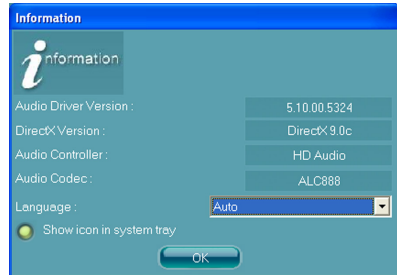 Information
information
Audio Driver Version : 5.10.00.5324
DirectX Version : DirectX 9.0c
Audio Controller : HD Audio
Audio Codec : ALC888
Language : Auto
Show icon in system tray
OK